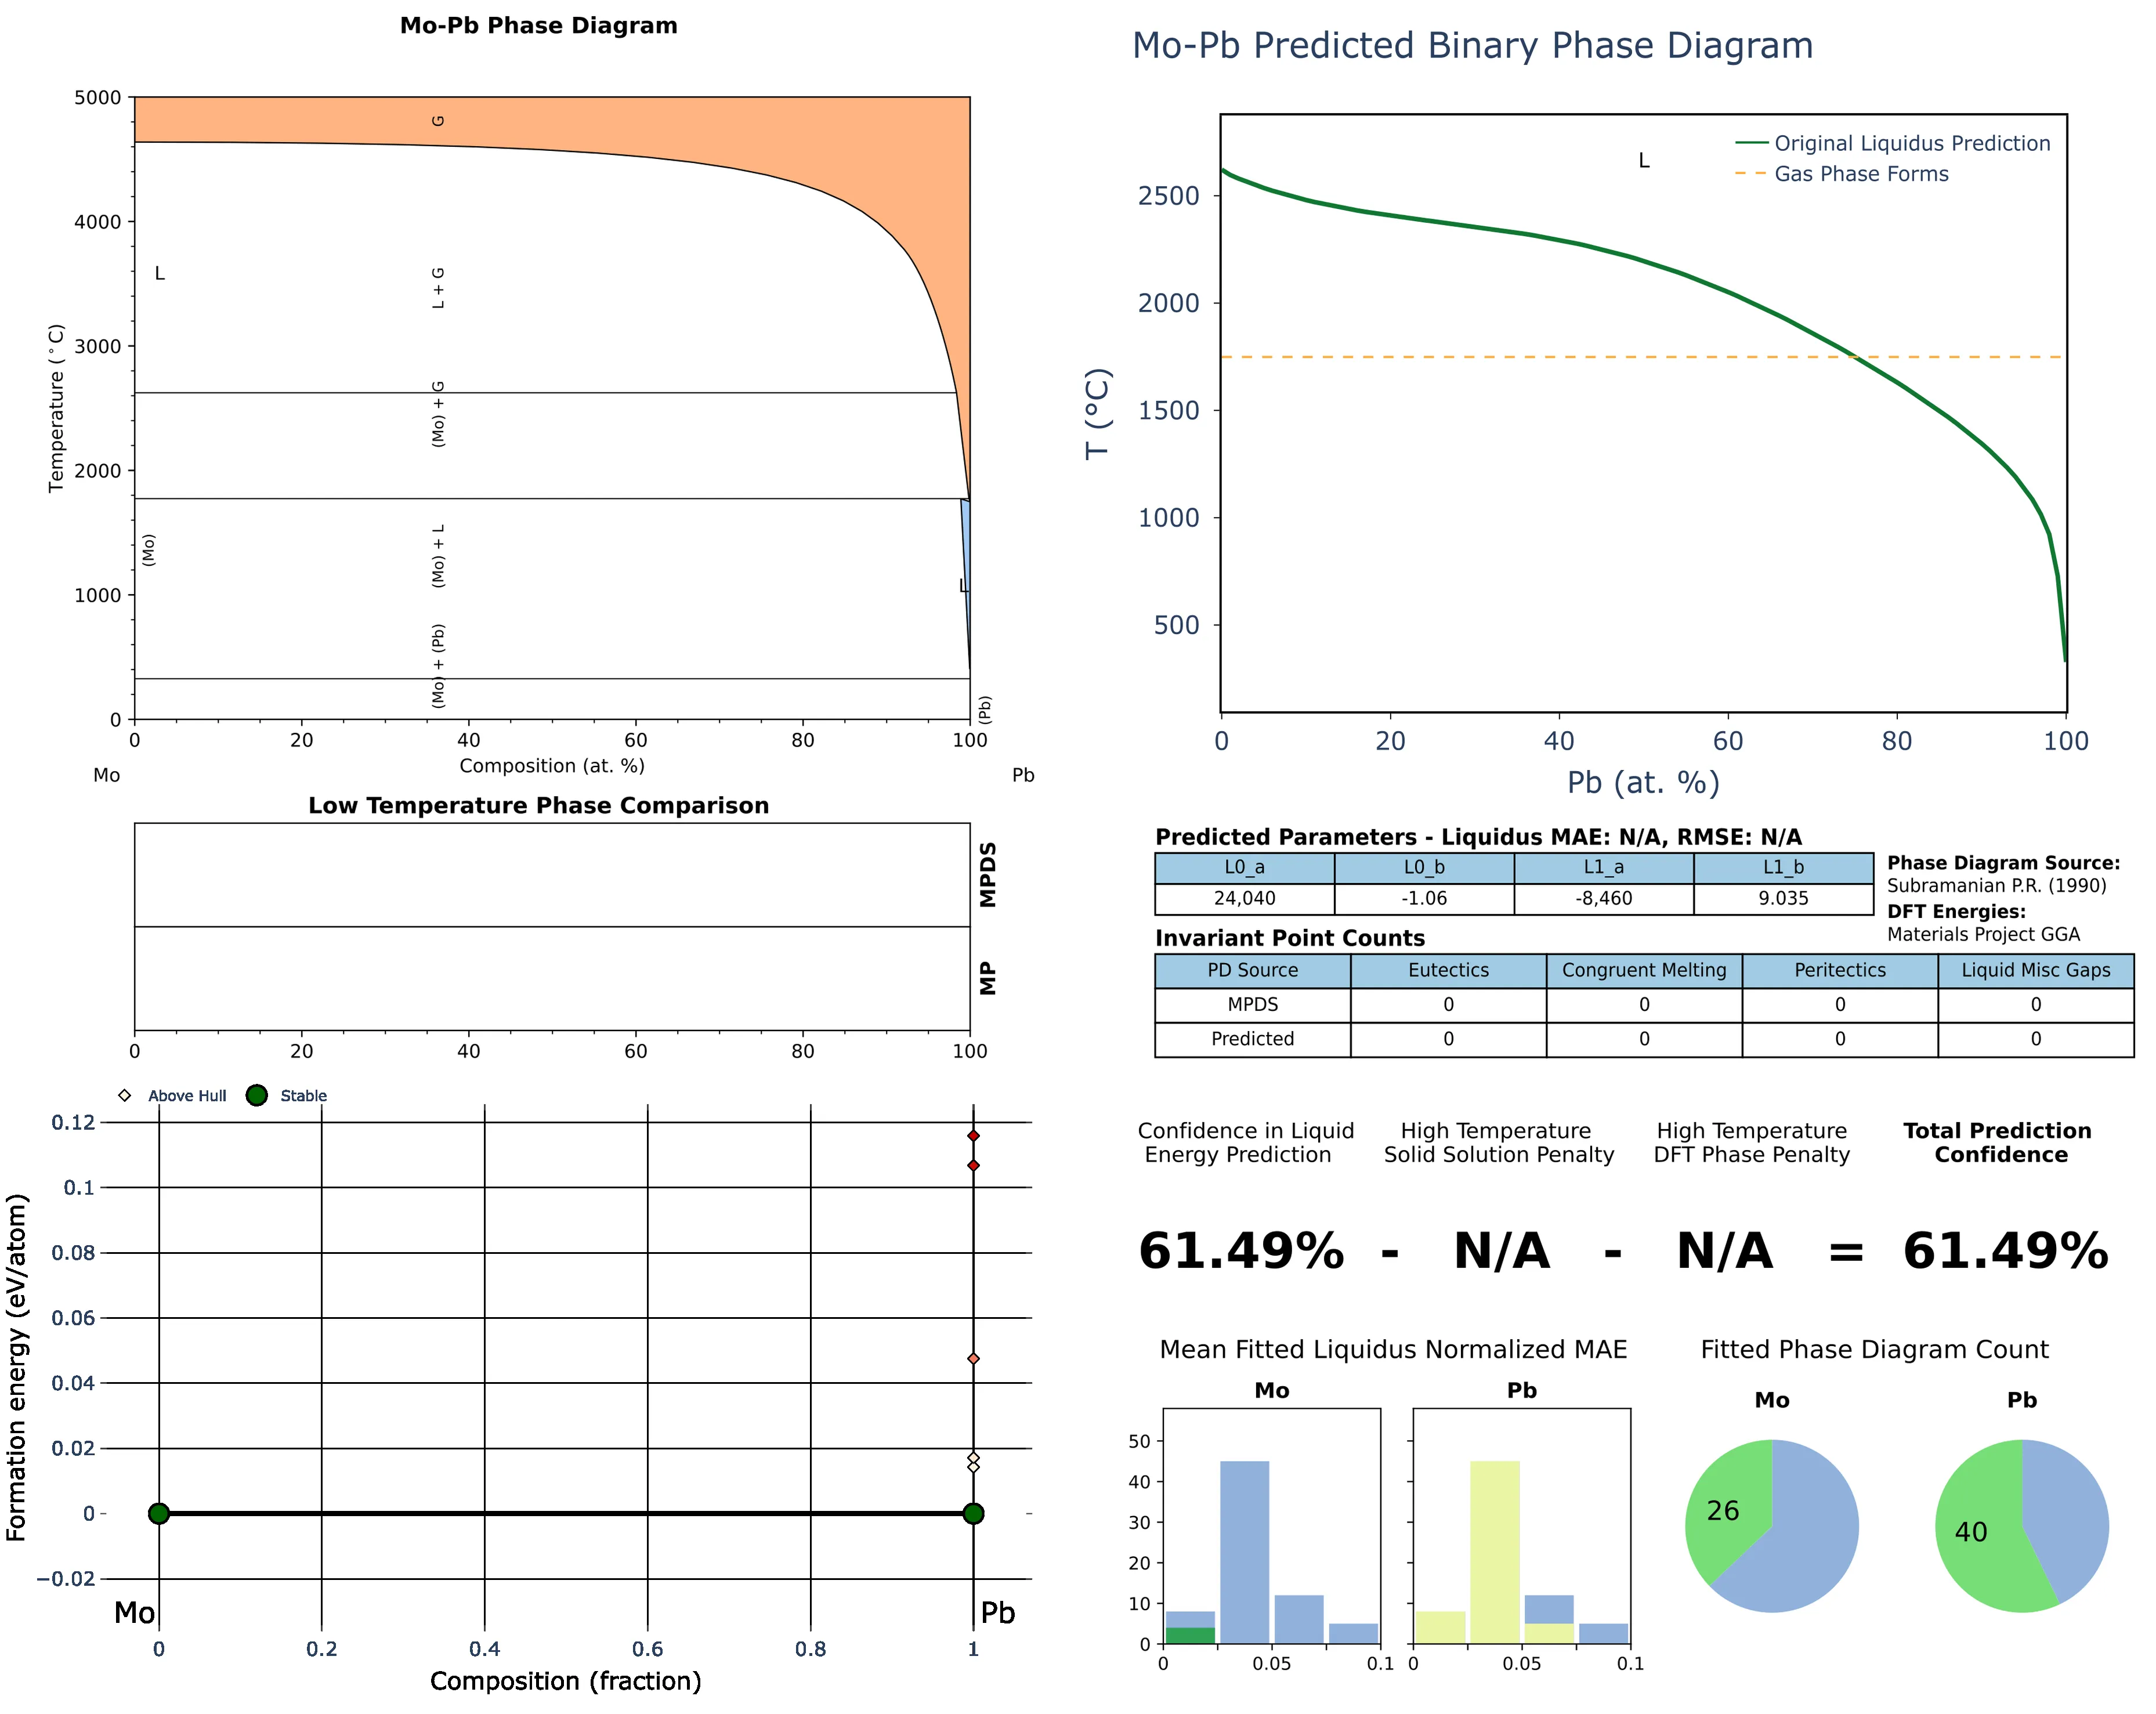 Mo-Pb Phase Diagram
5000
4000
3000
2000
1000
0
Temperature (°C)
G
L
L + G
(Mo) + G
(Mo)
(Mo) + L
L
(Mo) + (Pb)
(Pb)
0 20 40 60 80 100
Composition (at. %)
Mo Pb
Low Temperature Phase Comparison
MPDS
MP
0 20 40 60 80 100
Above Hull Stable
0.12
0.1
0.08
0.06
0.04
0.02
0
−0.02
Formation energy (eV/atom)
Mo Pb
0 0.2 0.4 0.6 0.8 1
Composition (fraction)
Mo-Pb Predicted Binary Phase Diagram
L
Original Liquidus Prediction
Gas Phase Forms
2500
2000
1500
1000
500
T (°C)
0 20 40 60 80 100
Pb (at. %)
Predicted Parameters - Liquidus MAE: N/A, RMSE: N/A
L0_a L0_b L1_a L1_b
24,040 -1.06 -8,460 9.035
Phase Diagram Source:
Subramanian P.R. (1990)
DFT Energies:
Materials Project GGA
Invariant Point Counts
PD Source Eutectics Congruent Melting Peritectics Liquid Misc Gaps
MPDS 0 0 0 0
Predicted 0 0 0 0
Confidence in Liquid
Energy Prediction
High Temperature
Solid Solution Penalty
High Temperature
DFT Phase Penalty
Total Prediction
Confidence
61.49% - N/A - N/A = 61.49%
Mean Fitted Liquidus Normalized MAE
Mo Pb
50
40
30
20
10
0
0 0.05 0.1 0 0.05 0.1
Fitted Phase Diagram Count
Mo Pb
26 40